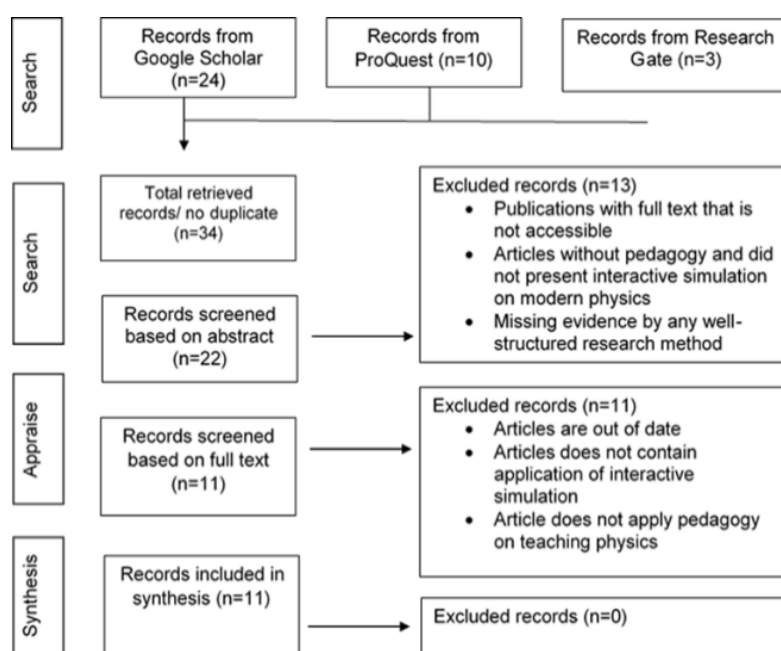 Search
Records from
Google Scholar
(n=24)
Records from
ProQuest (n=10)
Records from Research
Gate (n=3)
Search
Total retrieved
records/ no duplicate
(n=34)
Excluded records (n=13)
• Publications with full text that is
not accessible
• Articles without pedagogy and did
not present interactive simulation
on modern physics
• Missing evidence by any well-
structured research method
Records screened
based on abstract
(n=22)
Appraise
Records screened
based on full text
(n=11)
Excluded records (n=11)
• Articles are out of date
• Articles does not contain
application of interactive
simulation
• Article does not apply pedagogy
on teaching physics
Synthesis
Records included in
synthesis (n=11)
Excluded records (n=0)